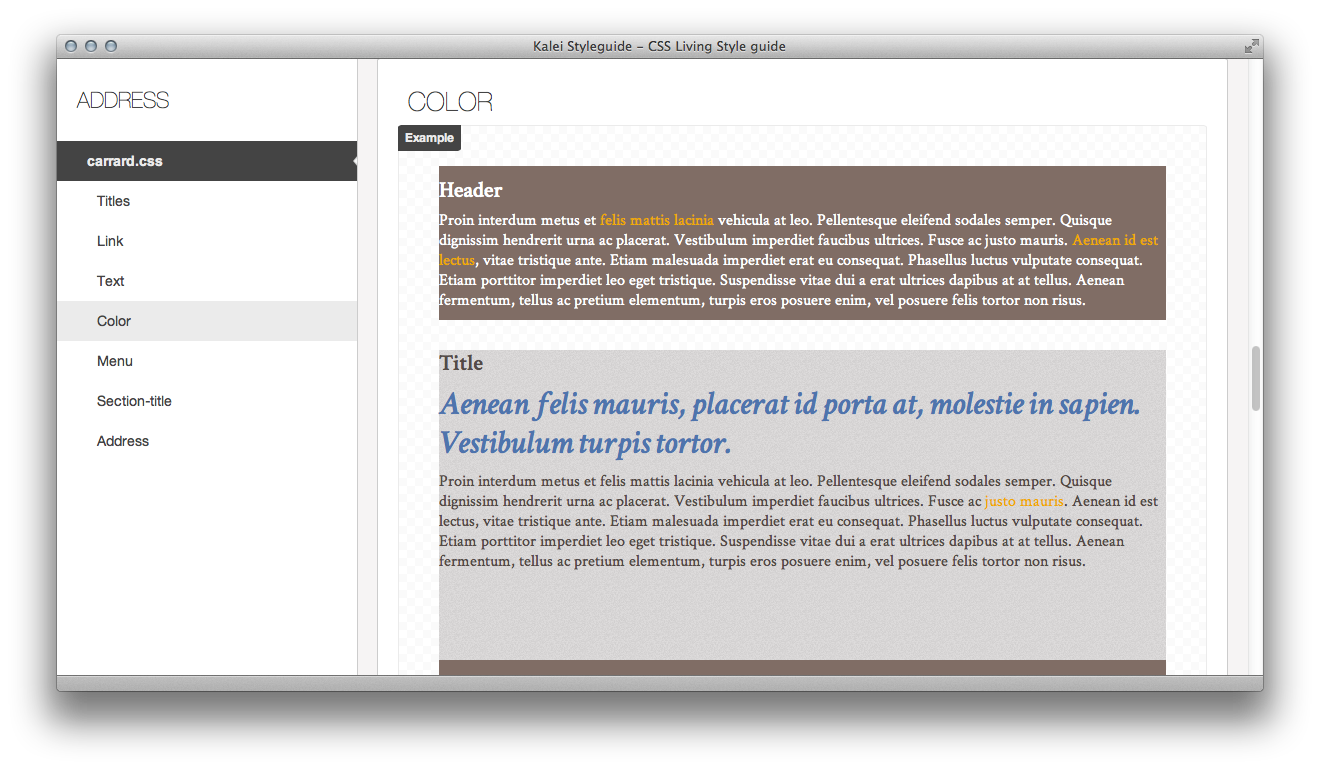 Kalei Styleguide – CSS Living Style guide
ADDRESS
carrard.css
Titles
Link
Text
Color
Menu
Section-title
Address
COLOR
Example
Header
Proin interdum metus et felis mattis lacinia vehicula at leo. Pellentesque eleifend sodales semper. Quisque
dignissim hendrerit urna ac placerat. Vestibulum imperdiet faucibus ultrices. Fusce ac justo mauris. Aenean id est
lectus, vitae tristique ante. Etiam malesuada imperdiet erat eu consequat. Phasellus luctus vulputate consequat.
Etiam porttitor imperdiet leo eget tristique. Suspendisse vitae dui a erat ultrices dapibus at at tellus. Aenean
fermentum, tellus ac pretium elementum, turpis eros posuere enim, vel posuere felis tortor non risus.
Title
Aenean felis mauris, placerat id porta at, molestie in sapien.
Vestibulum turpis tortor.
Proin interdum metus et felis mattis lacinia vehicula at leo. Pellentesque eleifend sodales semper. Quisque
dignissim hendrerit urna ac placerat. Vestibulum imperdiet faucibus ultrices. Fusce ac justo mauris. Aenean id est
lectus, vitae tristique ante. Etiam malesuada imperdiet erat eu consequat. Phasellus luctus vulputate consequat.
Etiam porttitor imperdiet leo eget tristique. Suspendisse vitae dui a erat ultrices dapibus at at tellus. Aenean
fermentum, tellus ac pretium elementum, turpis eros posuere enim, vel posuere felis tortor non risus.